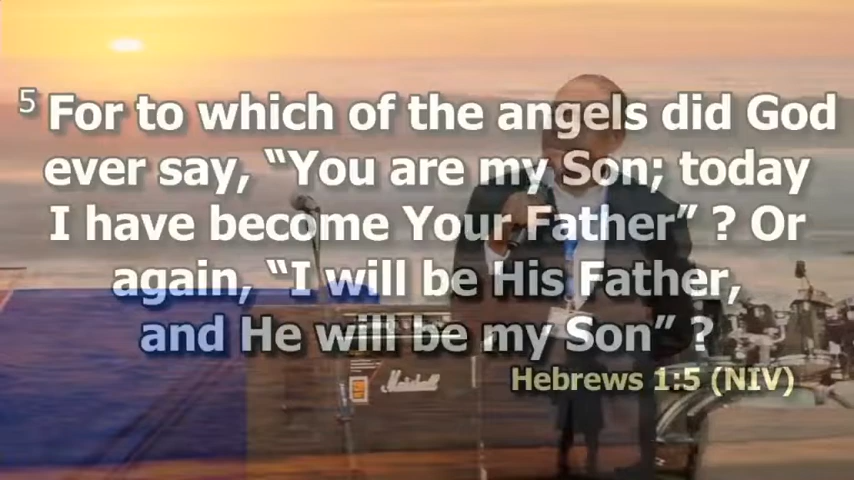 5 For to which of the angels did God
ever say, “You are my Son; today
I have become Your Father” ? Or
again, “I will be His Father,
and He will be my Son” ?
Hebrews 1:5 (NIV)
Marshall